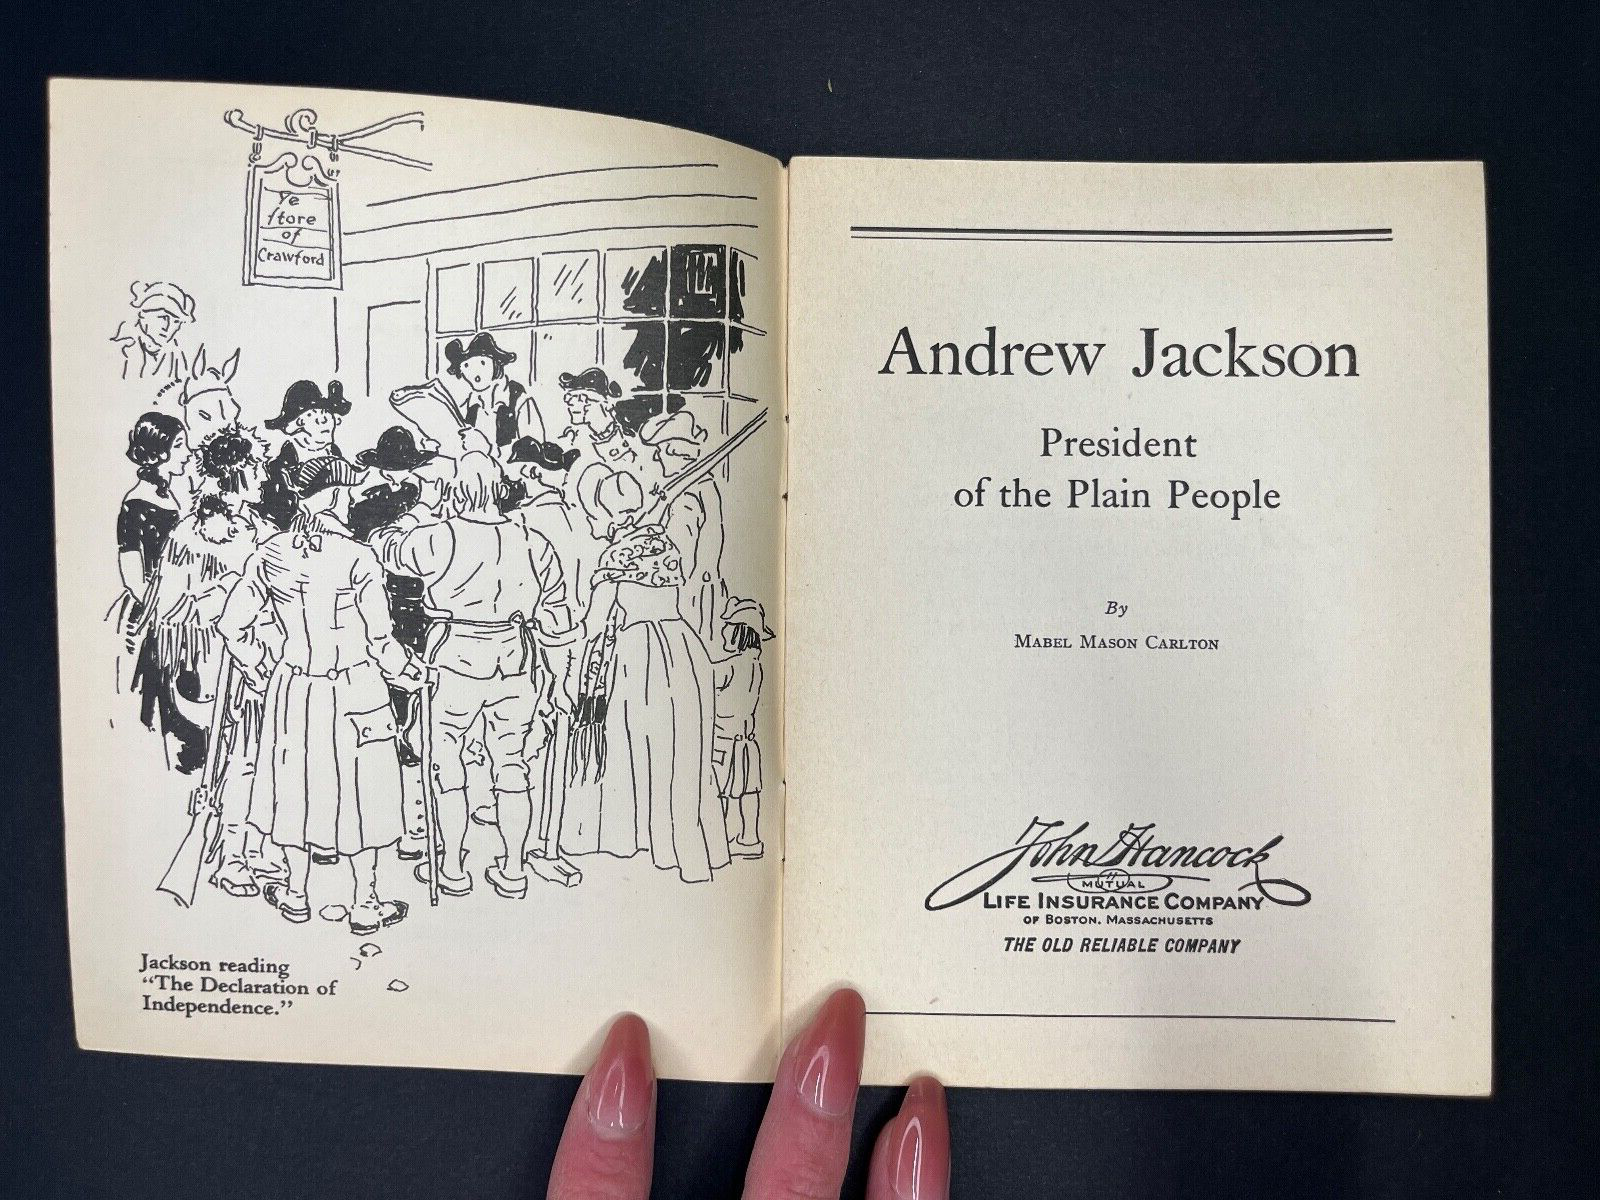 Ye
ſtore
of
Crawford
Jackson reading
“The Declaration of
Independence.”
Andrew Jackson
President
of the Plain People
By
MABEL MASON CARLTON
John Hancock
MUTUAL
LIFE INSURANCE COMPANY
OF BOSTON, MASSACHUSETTS
THE OLD RELIABLE COMPANY